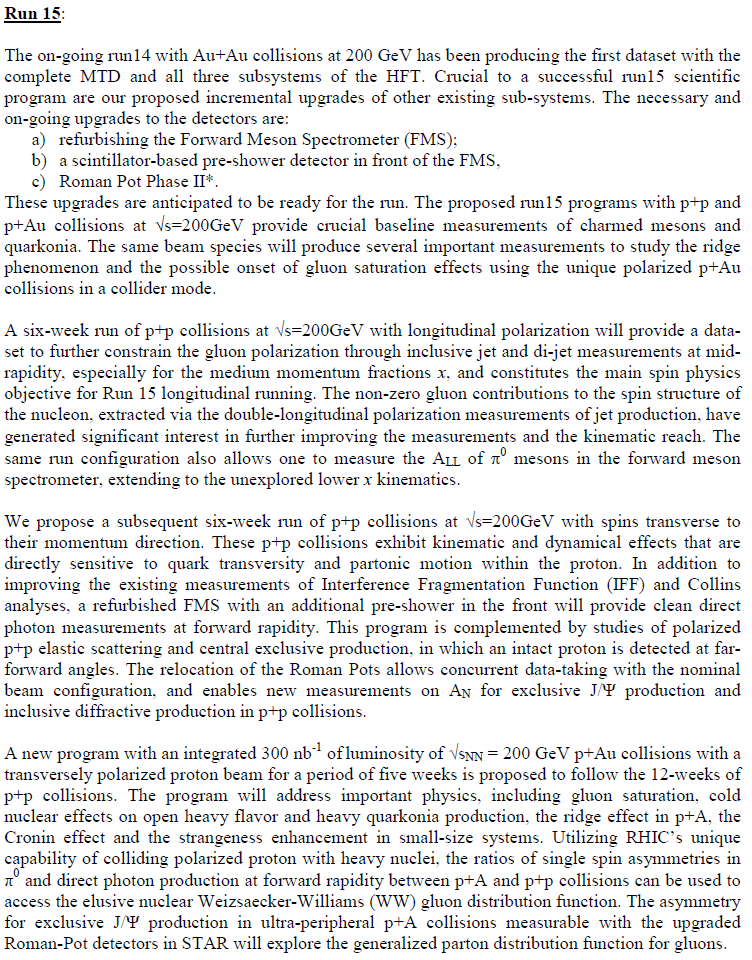 Run 15:
The on-going run14 with Au+Au collisions at 200 GeV has been producing the first dataset with the
complete MTD and all three subsystems of the HFT. Crucial to a successful run15 scientific
program are our proposed incremental upgrades of other existing sub-systems. The necessary and
on-going upgrades to the detectors are:
a) refurbishing the Forward Meson Spectrometer (FMS);
b) a scintillator-based pre-shower detector in front of the FMS,
c) Roman Pot Phase II*.
These upgrades are anticipated to be ready for the run. The proposed run15 programs with p+p and
p+Au collisions at √s=200GeV provide crucial baseline measurements of charmed mesons and
quarkonia. The same beam species will produce several important measurements to study the ridge
phenomenon and the possible onset of gluon saturation effects using the unique polarized p+Au
collisions in a collider mode.
A six-week run of p+p collisions at √s=200GeV with longitudinal polarization will provide a data-
set to further constrain the gluon polarization through inclusive jet and di-jet measurements at mid-
rapidity, especially for the medium momentum fractions x, and constitutes the main spin physics
objective for Run 15 longitudinal running. The non-zero gluon contributions to the spin structure of
the nucleon, extracted via the double-longitudinal polarization measurements of jet production, have
generated significant interest in further improving the measurements and the kinematic reach. The
same run configuration also allows one to measure the ALL of π⁰ mesons in the forward meson
spectrometer, extending to the unexplored lower x kinematics.
We propose a subsequent six-week run of p+p collisions at √s=200GeV with spins transverse to
their momentum direction. These p+p collisions exhibit kinematic and dynamical effects that are
directly sensitive to quark transversity and partonic motion within the proton. In addition to
improving the existing measurements of Interference Fragmentation Function (IFF) and Collins
analyses, a refurbished FMS with an additional pre-shower in the front will provide clean direct
photon measurements at forward rapidity. This program is complemented by studies of polarized
p+p elastic scattering and central exclusive production, in which an intact proton is detected at far-
forward angles. The relocation of the Roman Pots allows concurrent data-taking with the nominal
beam configuration, and enables new measurements on AN for exclusive J/Ψ production and
inclusive diffractive production in p+p collisions.
A new program with an integrated 300 nb⁻¹ of luminosity of √sNN = 200 GeV p+Au collisions with a
transversely polarized proton beam for a period of five weeks is proposed to follow the 12-weeks of
p+p collisions. The program will address important physics, including gluon saturation, cold
nuclear effects on open heavy flavor and heavy quarkonia production, the ridge effect in p+A, the
Cronin effect and the strangeness enhancement in small-size systems. Utilizing RHIC’s unique
capability of colliding polarized proton with heavy nuclei, the ratios of single spin asymmetries in
π⁰ and direct photon production at forward rapidity between p+A and p+p collisions can be used to
access the elusive nuclear Weizsaecker-Williams (WW) gluon distribution function. The asymmetry
for exclusive J/Ψ production in ultra-peripheral p+A collisions measurable with the upgraded
Roman-Pot detectors in STAR will explore the generalized parton distribution function for gluons.